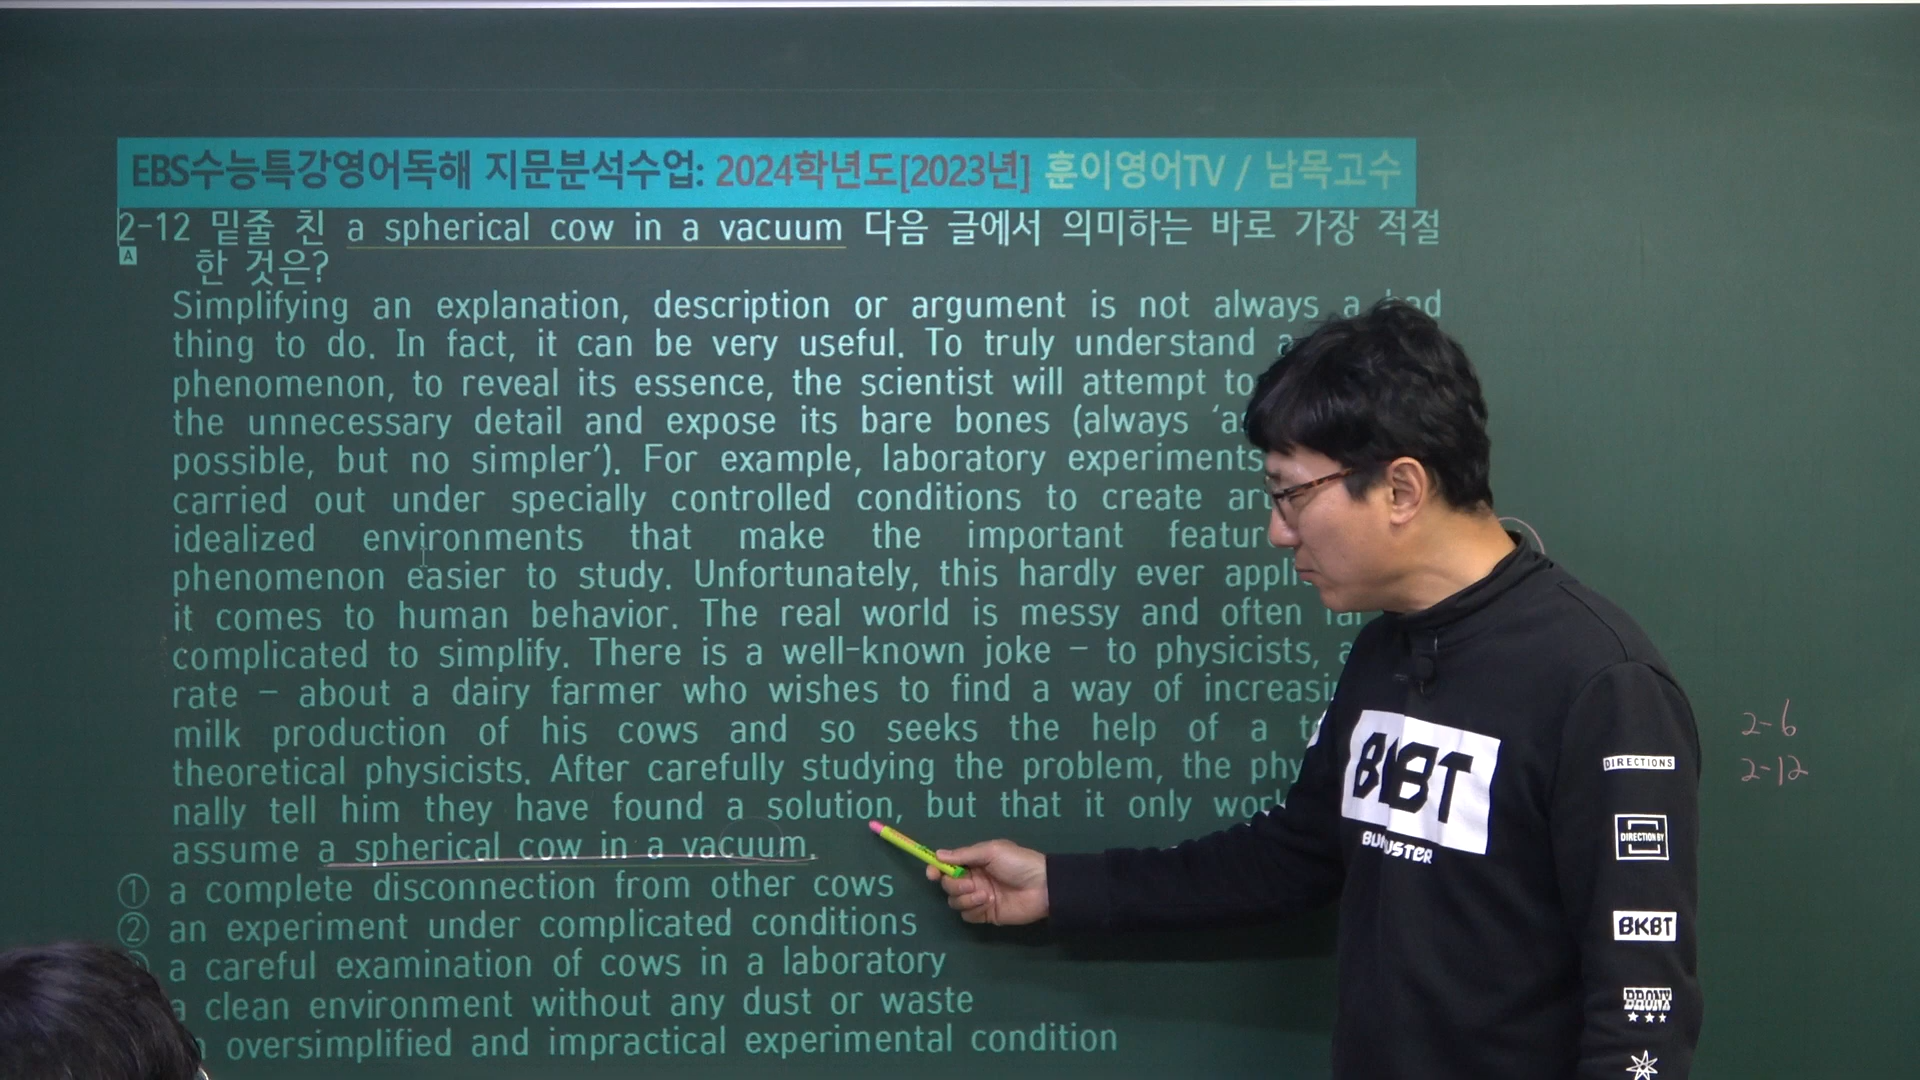 EBS수능특강영어독해 지문분석수업: 2024학년도[2023년] 훈이영어TV / 남목고수
2-12 밑줄 친 a spherical cow in a vacuum 다음 글에서 의미하는 바로 가장 적절
A
한 것은?
Simplifying an explanation, description or argument is not always a bad
thing to do. In fact, it can be very useful. To truly understand
phenomenon, to reveal its essence, the scientist will attempt to
the unnecessary detail and expose its bare bones (always
possible, but no simpler'). For example, laboratory experiments
carried out under specially controlled conditions to create
idealized environments that make the important
phenomenon easier to study. Unfortunately, this hardly ever
it comes to human behavior. The real world is messy and often
complicated to simplify. There is a well-known joke – to physicists,
rate – about a dairy farmer who wishes to find a way of
milk production of his cows and so seeks the help of a
theoretical physicists. After carefully studying the problem, the
nally tell him they have found a solution, but that it only
assume a spherical cow in a vacuum.
① a complete disconnection from other cows
② an experiment under complicated conditions
a careful examination of cows in a laboratory
a clean environment without any dust or waste
oversimplified and impractical experimental condition
2-6
2-12
BKBT
DIRECTIONS
DIRECTION BY
BKBT